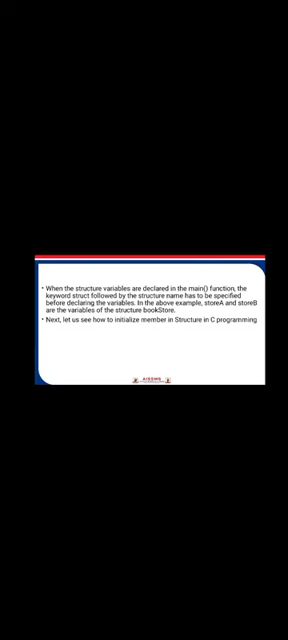 • When the structure variables are declared in the main() function, the
keyword struct followed by the structure name has to be specified
before declaring the variables. In the above example, storeA and storeB
are the variables of the structure bookStore.
• Next, let us see how to initialize member in Structure in C programming
AISSMS